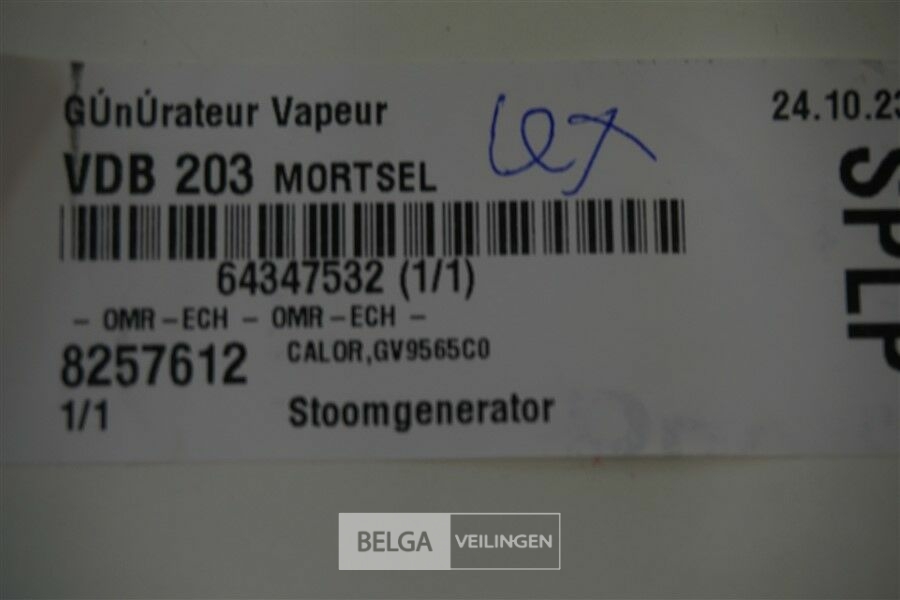 GÚnÚrateur Vapeur
24.10.23
VDB 203 MORTSEL
SPLP
64347532 (1/1)
- OMR-ECH - OMR-ECH -
8257612 CALOR,GV9565C0
1/1 Stoomgenerator
BELGA VEILINGEN